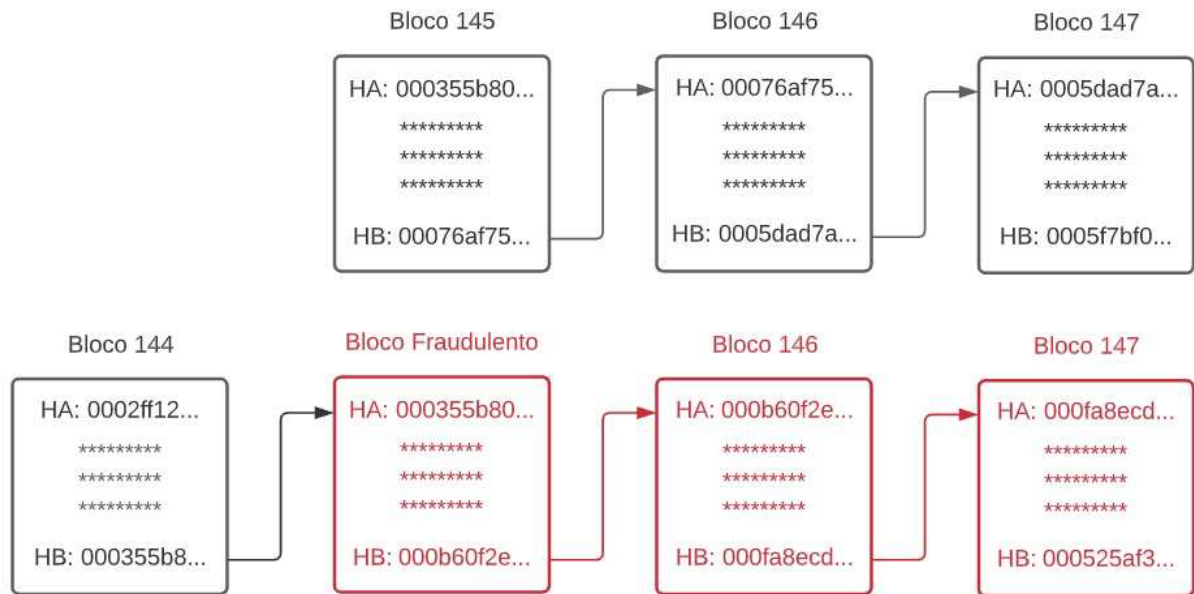 Bloco 145
HA: 000355b80...
*********
*********
*********
HB: 00076af75...
Bloco 146
HA: 00076af75...
*********
*********
*********
HB: 0005dad7a...
Bloco 147
HA: 0005dad7a...
*********
*********
*********
HB: 0005f7bf0...
Bloco 144
HA: 0002ff12...
*********
*********
*********
HB: 000355b8...
Bloco Fraudulento
HA: 000355b80...
*********
*********
*********
HB: 000b60f2e...
Bloco 146
HA: 000b60f2e...
*********
*********
*********
HB: 000fa8ecd...
Bloco 147
HA: 000fa8ecd...
*********
*********
*********
HB: 000525af3...